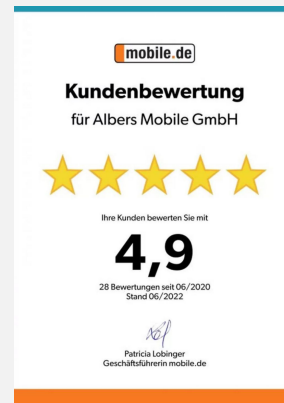 mobile.de
Kundenbewertung
für Albers Mobile GmbH
Ihre Kunden bewerten Sie mit
4,9
28 Bewertungen seit 06/2020
Stand 06/2022
Patricia Lobinger
Geschäftsführerin mobile.de